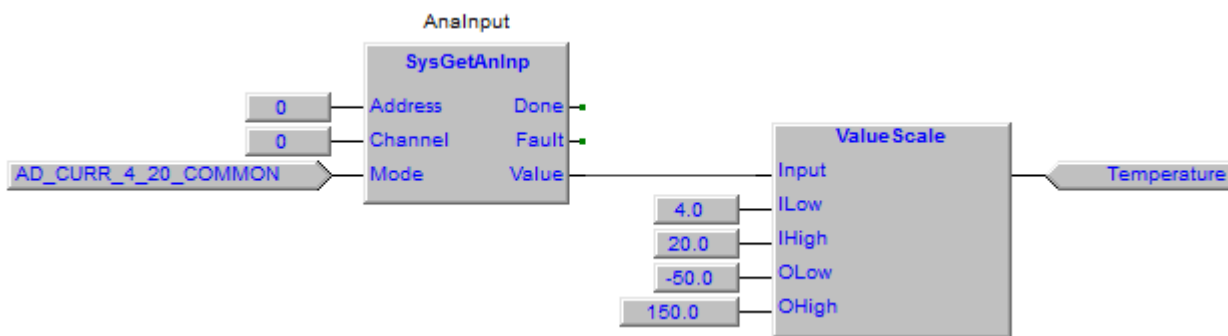 AnaInput
SysGetAnInp
0 Address Done
0 Channel Fault
AD_CURR_4_20_COMMON Mode Value
ValueScale
Input Temperature
4.0 ILow
20.0 IHigh
-50.0 OLow
150.0 OHigh